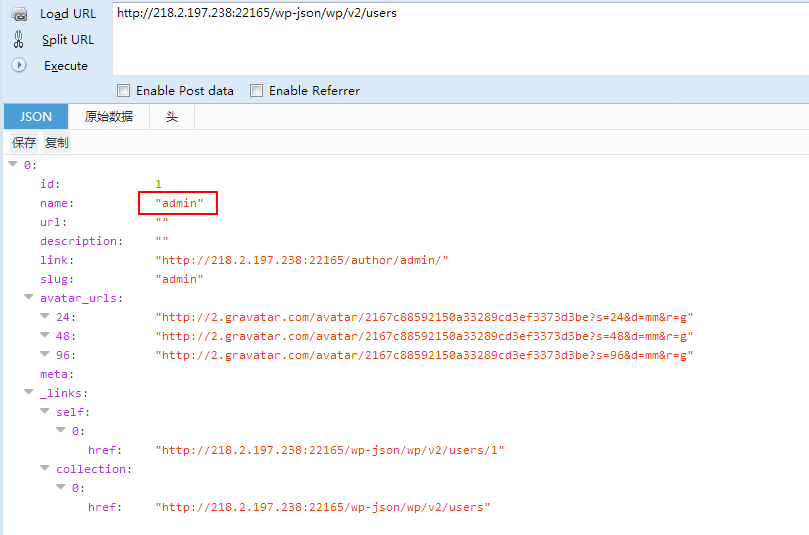 Load URL
http://218.2.197.238:22165/wp-json/wp/v2/users
Split URL
Execute
Enable Post data Enable Referrer
JSON 原始数据 头
保存 复制
0:
id: 1
name: "admin"
url: ""
description: ""
link: "http://218.2.197.238:22165/author/admin/"
slug: "admin"
avatar_urls:
24: "http://2.gravatar.com/avatar/2167c88592150a33289cd3ef3373d3be?s=24&d=mm&r=g"
48: "http://2.gravatar.com/avatar/2167c88592150a33289cd3ef3373d3be?s=48&d=mm&r=g"
96: "http://2.gravatar.com/avatar/2167c88592150a33289cd3ef3373d3be?s=96&d=mm&r=g"
meta:
_links:
self:
0:
href: "http://218.2.197.238:22165/wp-json/wp/v2/users/1"
collection:
0:
href: "http://218.2.197.238:22165/wp-json/wp/v2/users"